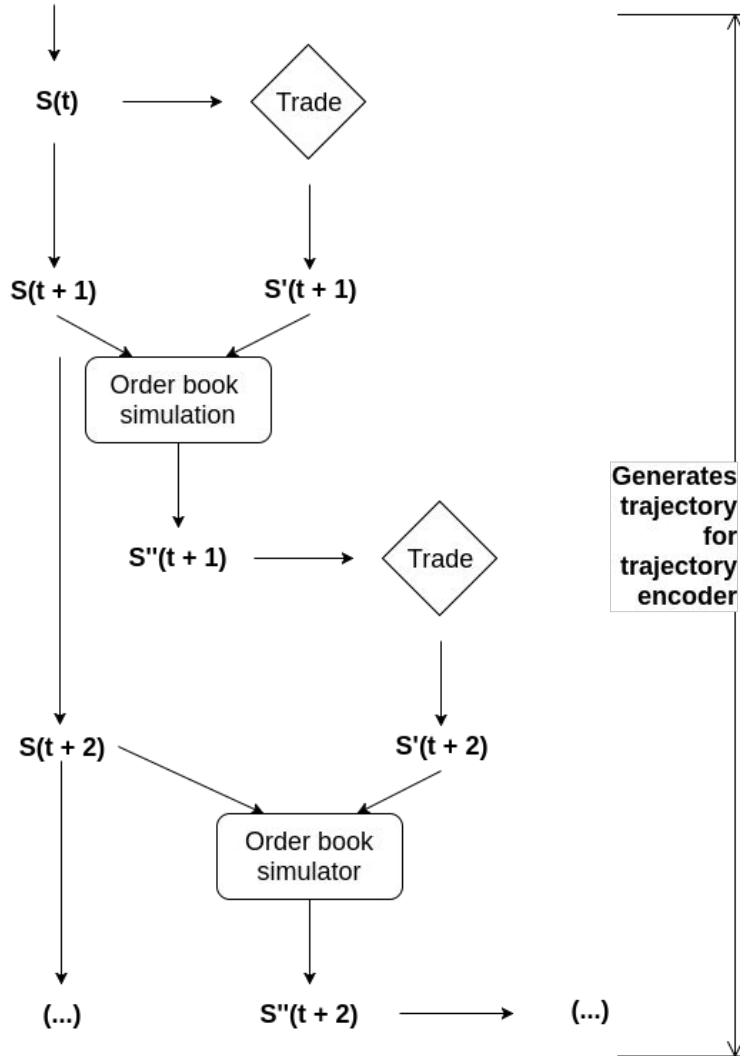 S(t)
Trade
S(t + 1)
S'(t + 1)
Order book
simulation
S''(t + 1)
Trade
Generates
trajectory
for
trajectory
encoder
S(t + 2)
S'(t + 2)
Order book
simulator
(...)
S''(t + 2)
(...)